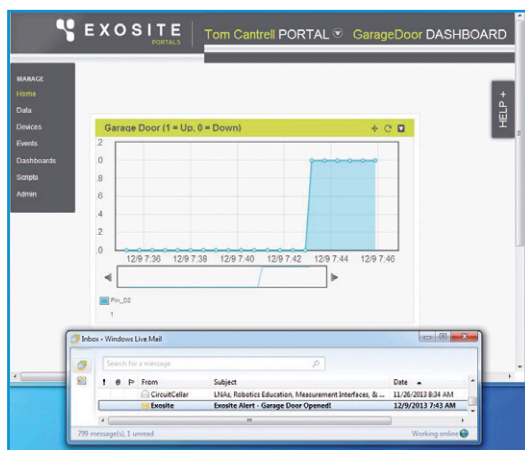 EXOSITE
PORTALS
Tom Cantrell PORTAL GarageDoor DASHBOARD
MANAGE
Home
Data
Devices
Events
Dashboards
Scripts
Admin
HELP +
Garage Door (1 = Up, 0 = Down)
.2
.0
.8
.6
.4
.2
.0
12/9 7:36 12/9 7:38 12/9 7:40 12/9 7:42 12/9 7:44 12/9 7:46
Pin_D2
1
Inbox - Windows Live Mail
Search for a message
! From Subject Date
CircuitCellar LNAs, Robotics Education, Measurement Interfaces, & ... 11/26/2013 8:34 AM
Exosite Exosite Alert - Garage Door Opened! 12/9/2013 7:43 AM
799 message(s), 1 unread Working online